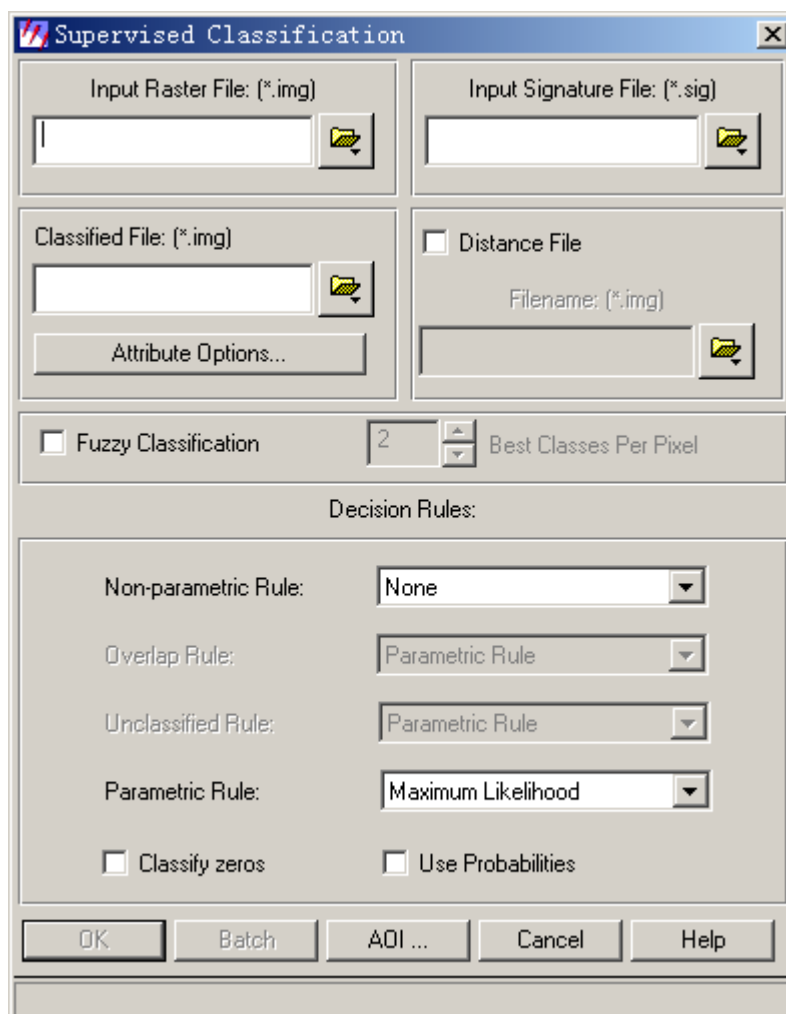 Supervised Classification
Input Raster File: (*.img)
Input Signature File: (*.sig)
Classified File: (*.img)
Attribute Options...
Distance File
Filename: (*.img)
Fuzzy Classification
2
Best Classes Per Pixel
Decision Rules:
Non-parametric Rule:
None
Overlap Rule:
Parametric Rule
Unclassified Rule:
Parametric Rule
Parametric Rule:
Maximum Likelihood
Classify zeros
Use Probabilities
OK
Batch
AOI ...
Cancel
Help